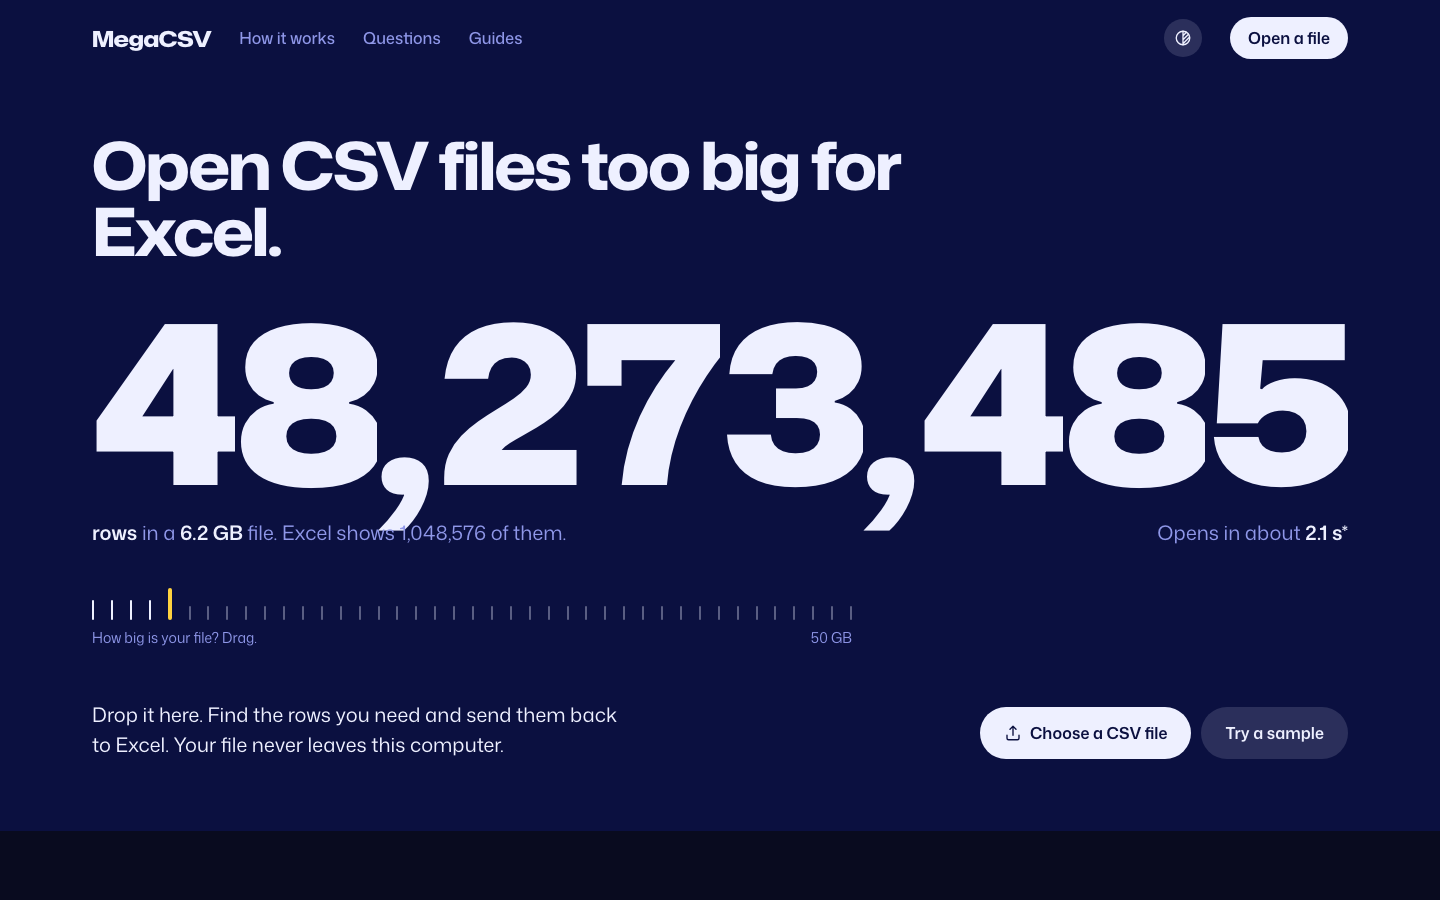 MegaCSV How it works Questions Guides Open a file
Open CSV files too big for
Excel.
48,273,485
rows in a 6.2 GB file. Excel shows 1,048,576 of them. Opens in about 2.1 s*
How big is your file? Drag. 50 GB
Drop it here. Find the rows you need and send them back
to Excel. Your file never leaves this computer.
Choose a CSV file Try a sample